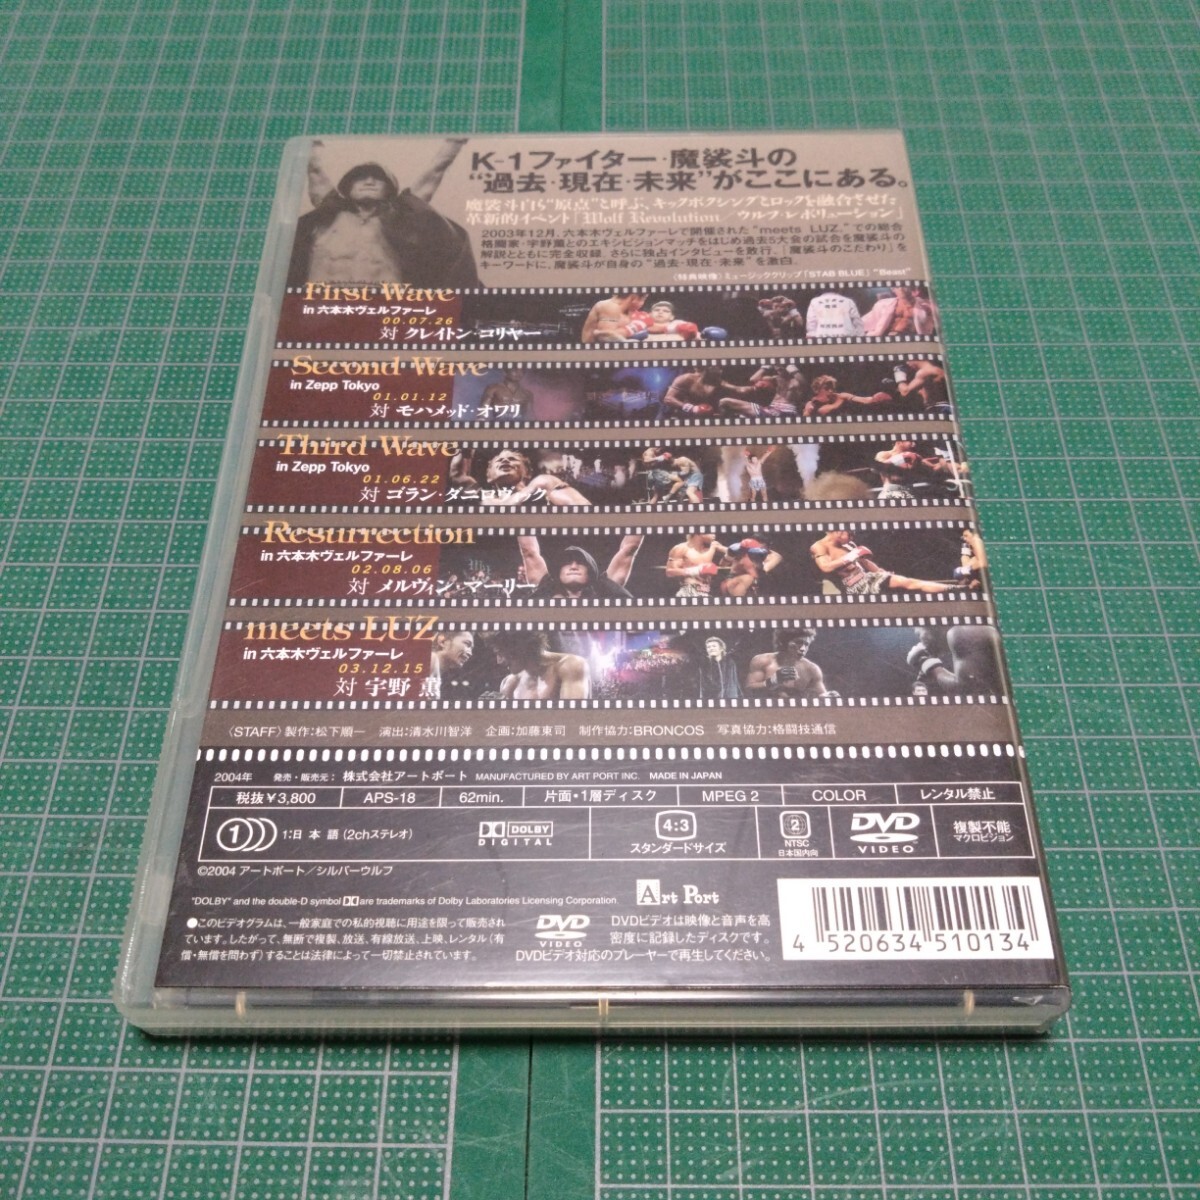 K-1ファイター・魔裟斗の
“過去・現在・未来”がここにある。
魔裟斗自ら“原点”と呼ぶ、キックボクシングとロックを融合させた
革新的イベント「Wolf Revolution／ウルフ・レボリューション」
2003年12月、六本木ヴェルファーレで開催された“meets LUZ.”での総合
格闘家・宇野薫とのエキシビションマッチをはじめ過去5大会の試合を魔裟斗の
解説とともに完全収録。さらに独占インタビューを敢行。「魔裟斗のこだわり」を
キーワードに、魔裟斗が自身の“過去・現在・未来”を激白。
〈特典映像〉ミュージッククリップ「STAB BLUE」“Beast”
First Wave
in 六本木ヴェルファーレ
00.07.26
対 クレイトン・コリヤー
Second Wave
in Zepp Tokyo
01.01.12
対 モハメッド・オワリ
Third Wave
in Zepp Tokyo
01.06.22
対 ゴラン・ダニロヴィック
Resurrection
in 六本木ヴェルファーレ
02.08.06
対 メルヴィン・マーリー
meets LUZ
in 六本木ヴェルファーレ
03.12.15
対 宇野 薫
〈STAFF〉製作:松下順一 演出:清水川智洋 企画:加藤東司 制作協力:BRONCOS 写真協力:格闘技通信
2004年 発売・販売元: 株式会社アートポート MANUFACTURED BY ART PORT INC. MADE IN JAPAN
税抜￥3,800 APS-18 62min. 片面・1層ディスク MPEG 2 COLOR レンタル禁止
1 1:日本語(2chステレオ) DOLBY DIGITAL 4:3 スタンダードサイズ 2 NTSC 日本国内向 DVD VIDEO 複製不能 マクロビジョン
©2004 アートポート／シルバーウルフ
"DOLBY" and the double-D symbol are trademarks of Dolby Laboratories Licensing Corporation.
Art Port
●このビデオグラムは、一般家庭での私的視聴に用途を限って販売され
ています。したがって、無断で複製、放送、有線放送、上映、レンタル（有
償・無償を問わず）することは法律によって一切禁止されています。
DVD VIDEO
DVDビデオは映像と音声を高
密度に記録したディスクです。
DVDビデオ対応のプレーヤーで再生してください。
4 520634 510134